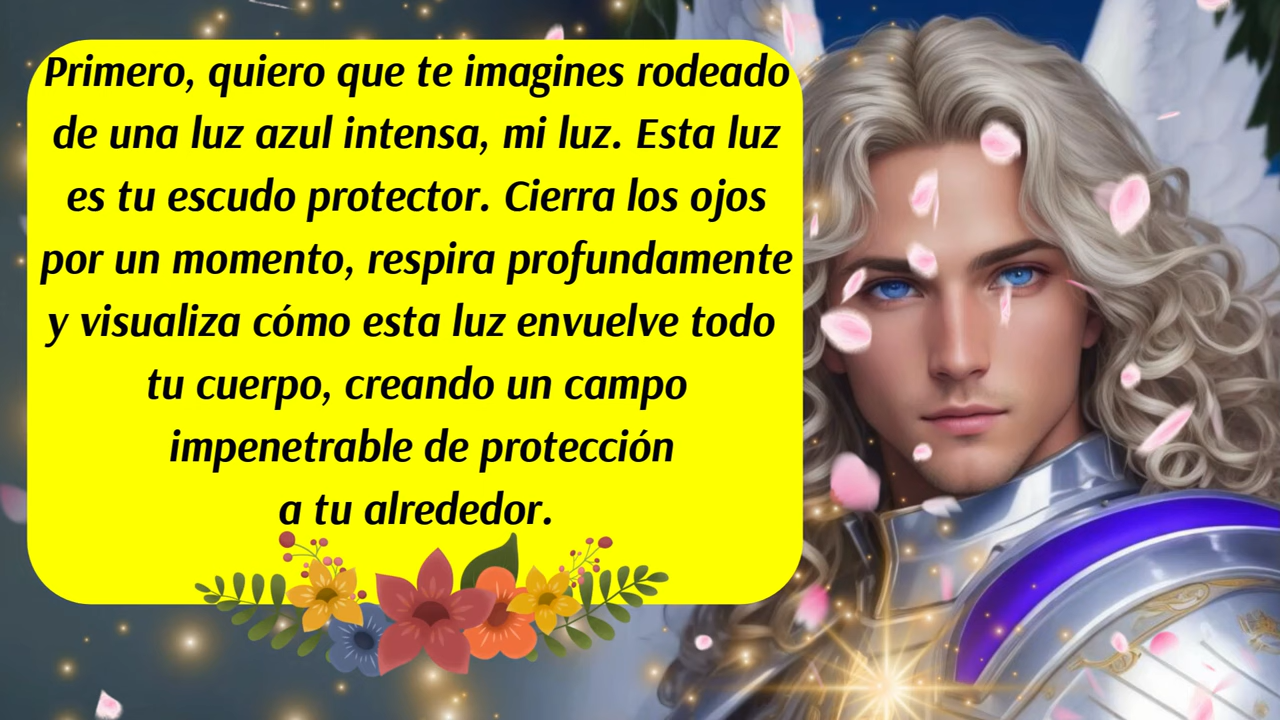 Primero, quiero que te imagines rodeado
de una luz azul intensa, mi luz. Esta luz
es tu escudo protector. Cierra los ojos
por un momento, respira profundamente
y visualiza cómo esta luz envuelve todo
tu cuerpo, creando un campo
impenetrable de protección
a tu alrededor.